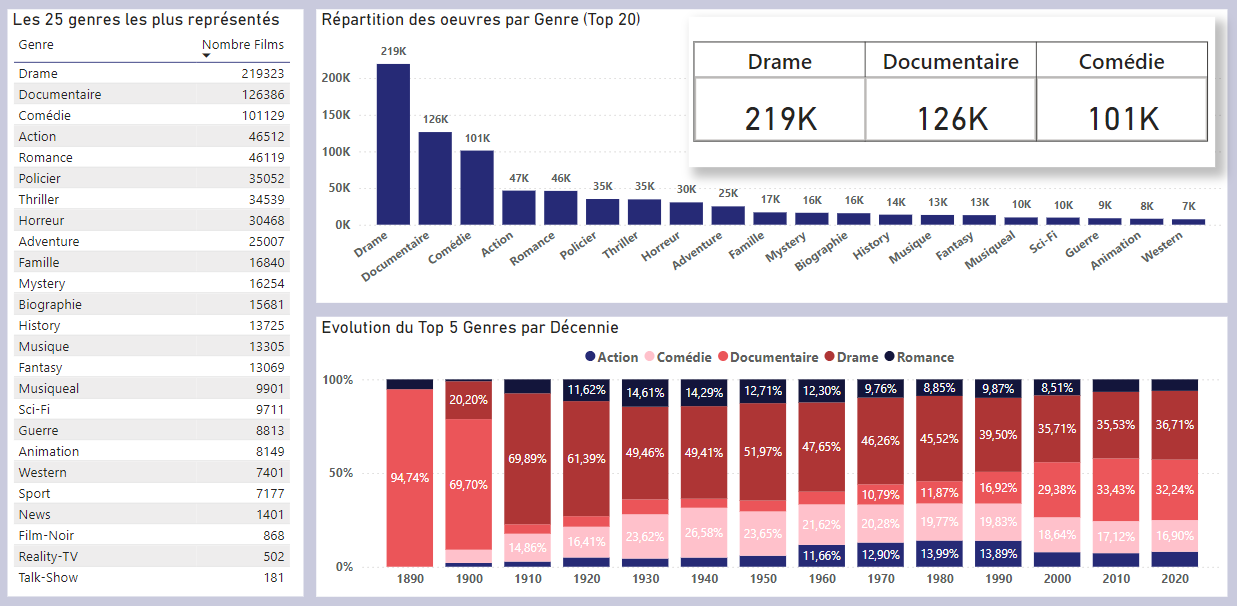 Les 25 genres les plus représentés
Genre Nombre Films
Drame 219323
Documentaire 126386
Comédie 101129
Action 46512
Romance 46119
Policier 35052
Thriller 34539
Horreur 30468
Adventure 25007
Famille 16840
Mystery 16254
Biographie 15681
History 13725
Musique 13305
Fantasy 13069
Musiqueal 9901
Sci-Fi 9711
Guerre 8813
Animation 8149
Western 7401
Sport 7177
News 1401
Film-Noir 868
Reality-TV 502
Talk-Show 181
Répartition des oeuvres par Genre (Top 20)
Drame Documentaire Comédie
219K 126K 101K
200K
150K
100K
50K
0K
219K 126K 101K 47K 46K 35K 35K 30K 25K 17K 16K 16K 14K 13K 13K 10K 10K 9K 8K 7K
Drame Documentaire Comédie Action Romance Policier Thriller Horreur Adventure Famille Mystery Biographie History Musique Fantasy Musiqueal Sci-Fi Guerre Animation Western
Evolution du Top 5 Genres par Décennie
Action Comédie Documentaire Drame Romance
100%
50%
0%
94,74%
20,20%
69,70%
69,89%
14,86%
11,62%
61,39%
16,41%
14,61%
49,46%
23,62%
14,29%
49,41%
26,58%
12,71%
51,97%
23,65%
12,30%
47,65%
21,62%
11,66%
9,76%
46,26%
10,79%
20,28%
12,90%
8,85%
45,52%
11,87%
19,77%
13,99%
9,87%
39,50%
16,92%
19,83%
13,89%
8,51%
35,71%
29,38%
18,64%
35,53%
33,43%
17,12%
36,71%
32,24%
16,90%
1890 1900 1910 1920 1930 1940 1950 1960 1970 1980 1990 2000 2010 2020